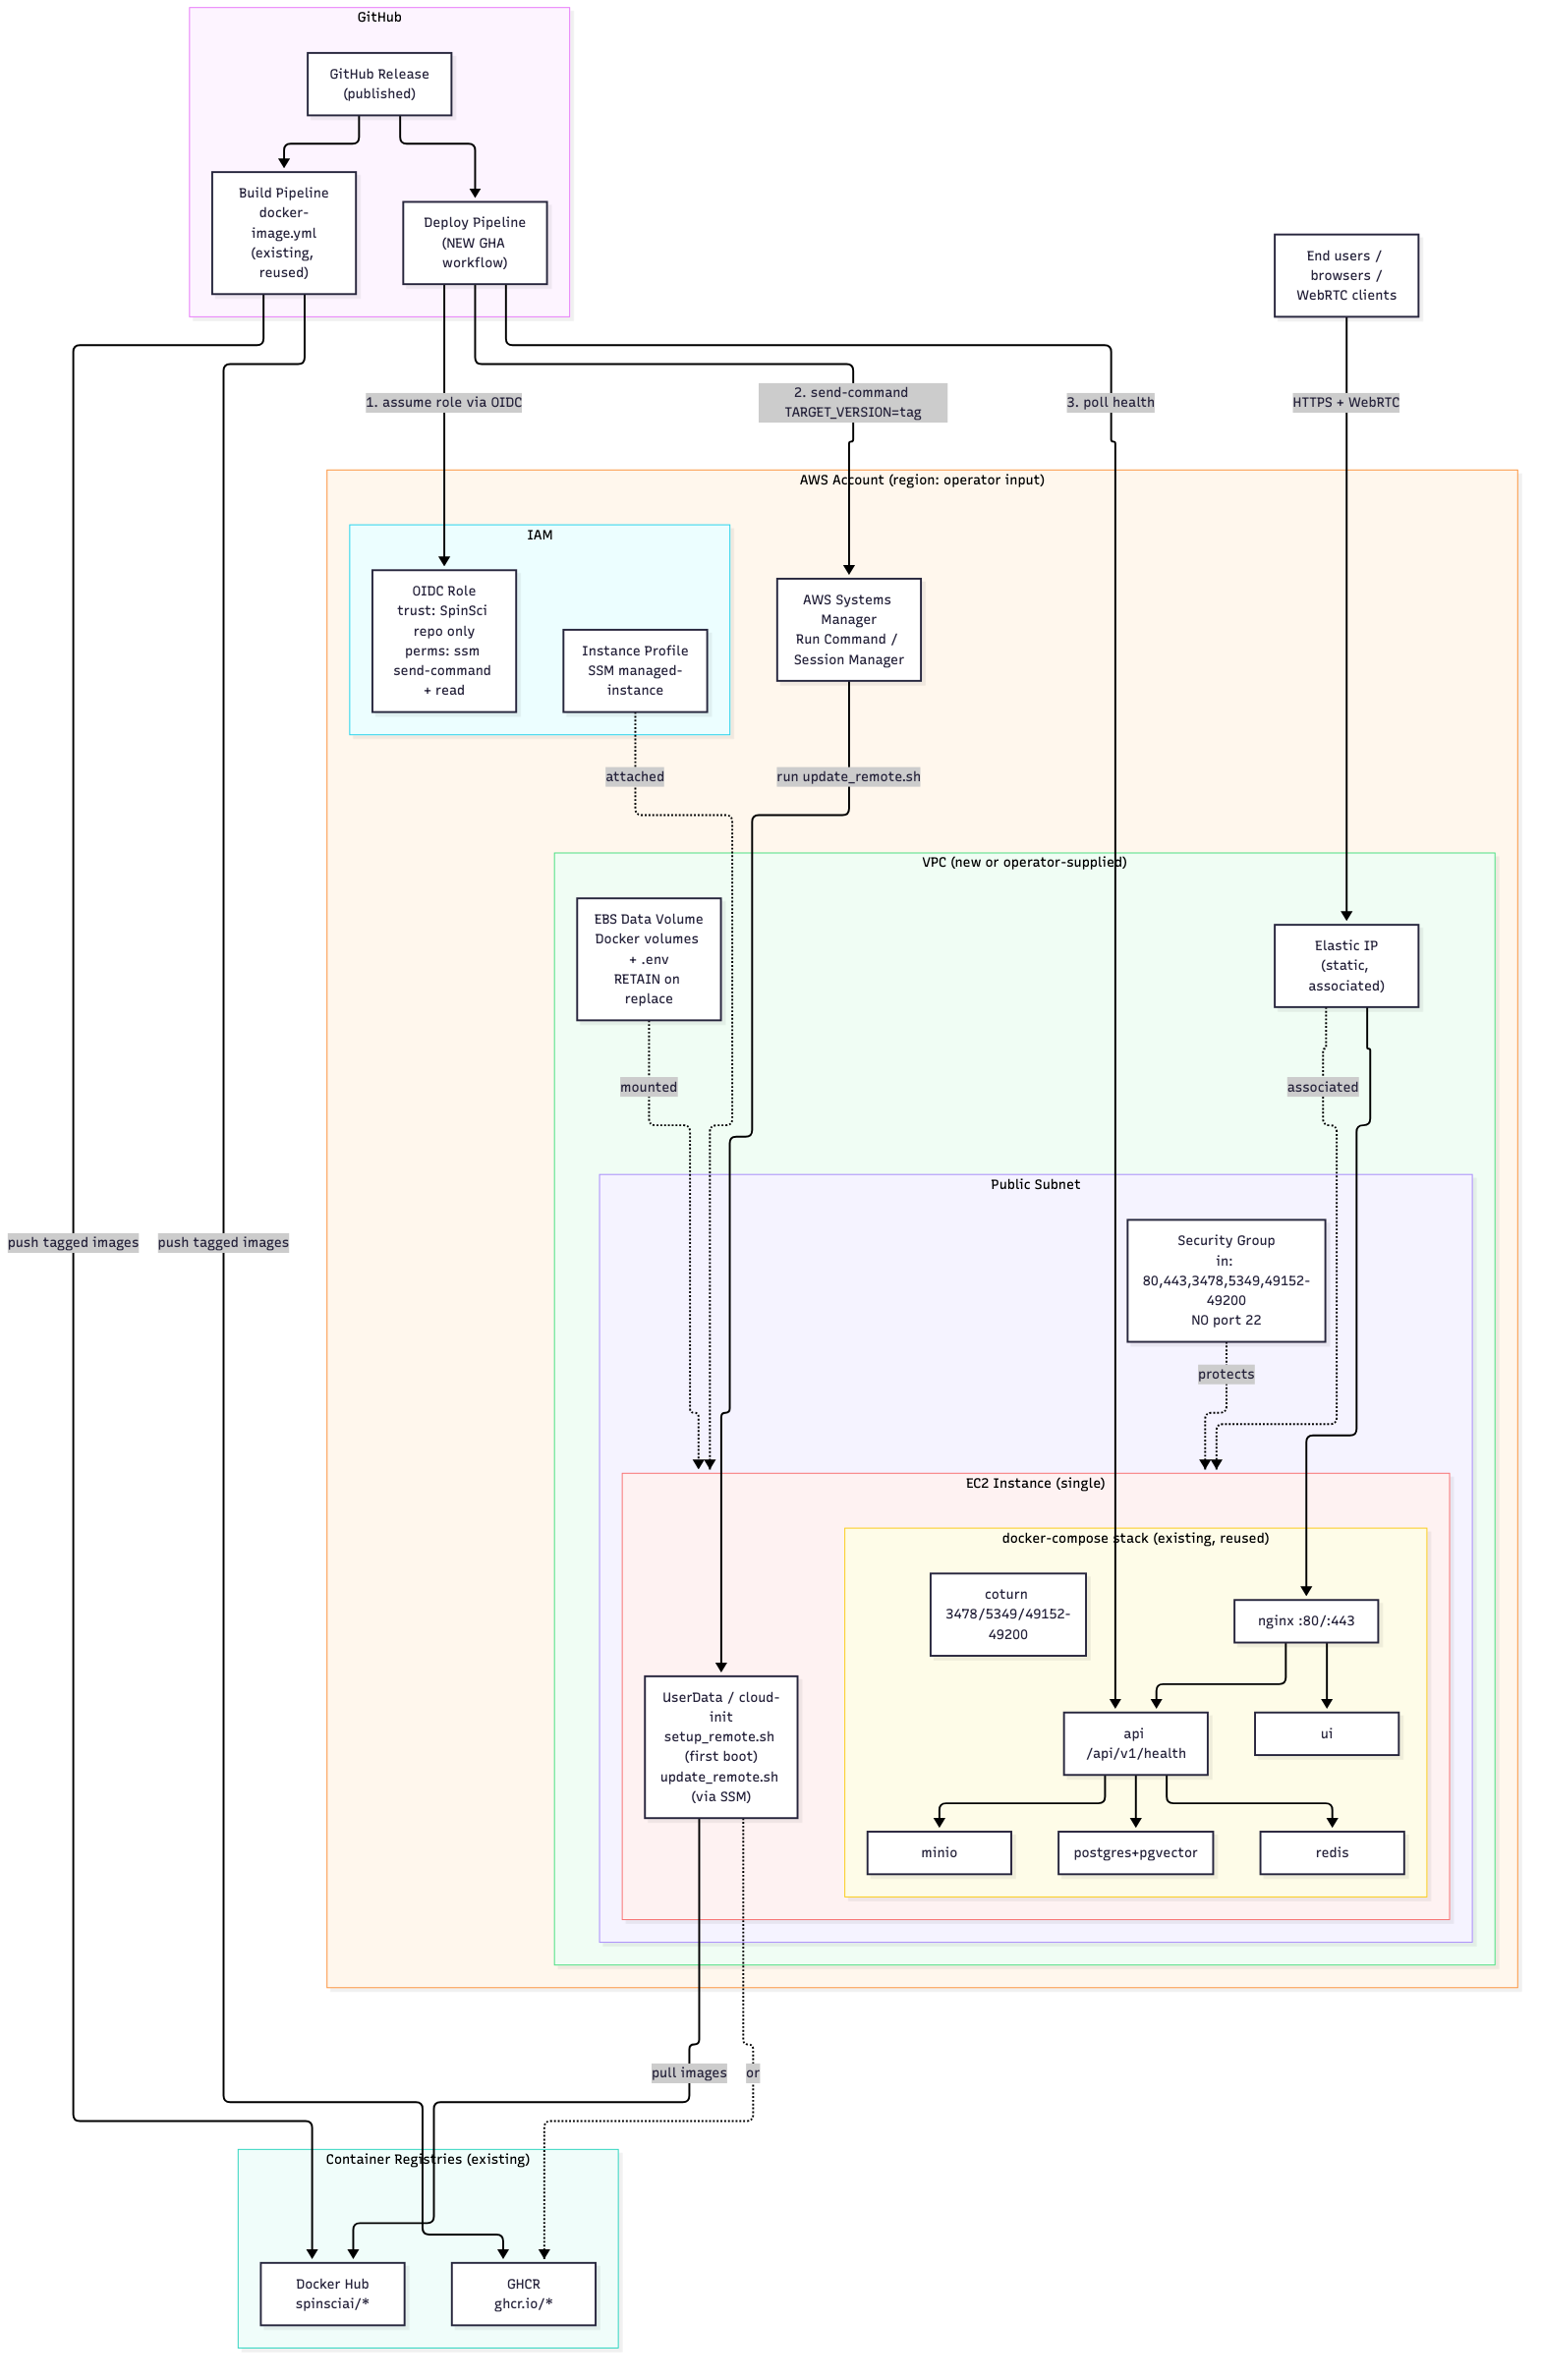 GitHub
GitHub Release
(published)
Build Pipeline
docker-
image.yml
(existing,
reused)
Deploy Pipeline
(NEW GHA
workflow)
End users /
browsers /
WebRTC clients
1. assume role via OIDC
2. send-command
TARGET_VERSION=tag
3. poll health
HTTPS + WebRTC
AWS Account (region: operator input)
IAM
OIDC Role
trust: SpinSci
repo only
perms: ssm
send-command
+ read
Instance Profile
SSM managed-
instance
AWS Systems
Manager
Run Command /
Session Manager
attached
run update_remote.sh
VPC (new or operator-supplied)
EBS Data Volume
Docker volumes
+ .env
RETAIN on
replace
Elastic IP
(static,
associated)
mounted
associated
Public Subnet
Security Group
in:
80,443,3478,5349,49152-
49200
NO port 22
push tagged images
push tagged images
protects
EC2 Instance (single)
docker-compose stack (existing, reused)
coturn
3478/5349/49152-
49200
nginx :80/:443
UserData / cloud-
init
setup_remote.sh
(first boot)
update_remote.sh
(via SSM)
api
/api/v1/health
ui
minio
postgres+pgvector
redis
pull images
or
Container Registries (existing)
Docker Hub
spinsciai/*
GHCR
ghcr.io/*